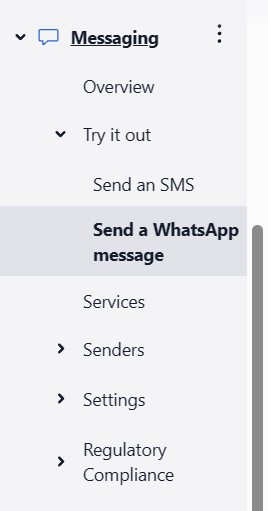 Messaging
Overview
Try it out
Send an SMS
Send a WhatsApp
message
Services
Senders
Settings
Regulatory
Compliance